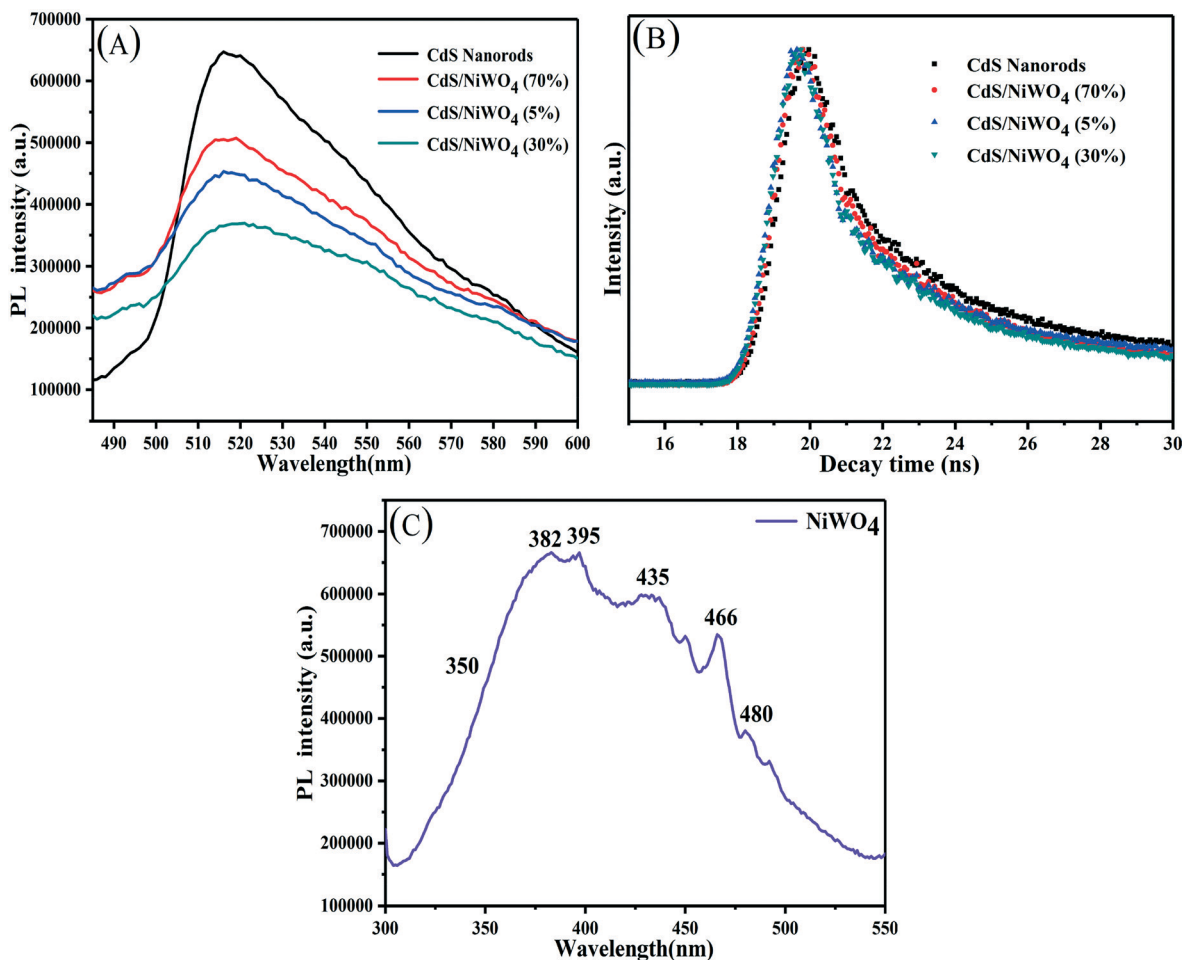 (A)
CdS Nanorods
CdS/NiWO4 (70%)
CdS/NiWO4 (5%)
CdS/NiWO4 (30%)
PL intensity (a.u.)
700000
600000
500000
400000
300000
200000
100000
490 500 510 520 530 540 550 560 570 580 590 600
Wavelength(nm)
(B)
CdS Nanorods
CdS/NiWO4 (70%)
CdS/NiWO4 (5%)
CdS/NiWO4 (30%)
Intensity (a.u.)
16 18 20 22 24 26 28 30
Decay time (ns)
(C)
NiWO4
382 395
435
466
350
480
PL intensity (a.u.)
700000
600000
500000
400000
300000
200000
100000
300 350 400 450 500 550
Wavelength(nm)